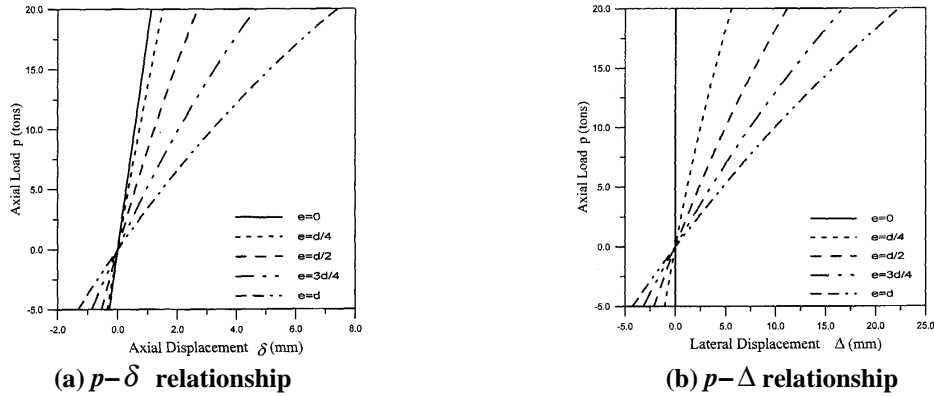 20.0
15.0
10.0
5.0
0.0
-5.0
Axial Load p (tons)
e=0
e=d/4
e=d/2
e=3d/4
e=d
-2.0 0.0 2.0 4.0 6.0 8.0
Axial Displacement δ (mm)
(a) p–δ relationship
20.0
15.0
10.0
5.0
0.0
-5.0
Axial Load p (tons)
e=0
e=d/4
e=d/2
e=3d/4
e=d
-5.0 0.0 5.0 10.0 15.0 20.0 25.0
Lateral Displacement Δ (mm)
(b) p–Δ relationship